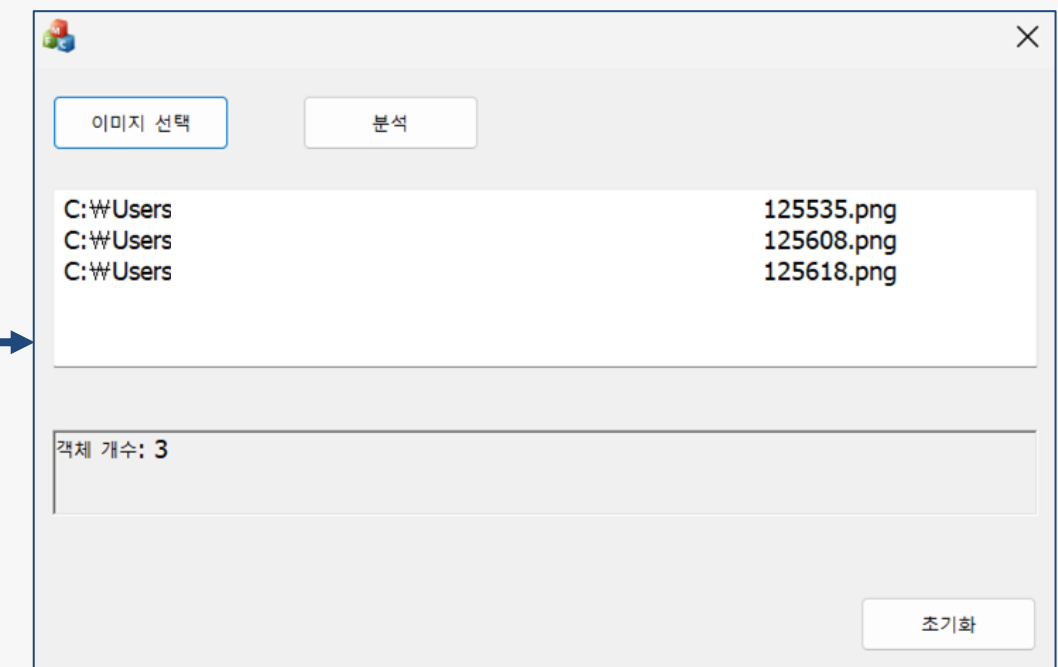 이미지 선택
분석
C:₩Users 125535.png
C:₩Users 125608.png
C:₩Users 125618.png
객체 개수: 3
초기화